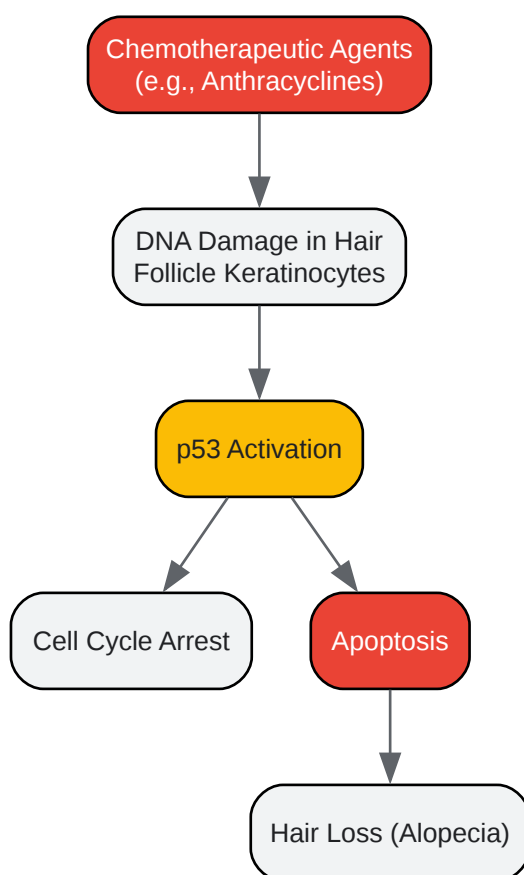 Chemotherapeutic Agents
(e.g., Anthracyclines)
DNA Damage in Hair
Follicle Keratinocytes
p53 Activation
Cell Cycle Arrest
Apoptosis
Hair Loss (Alopecia)